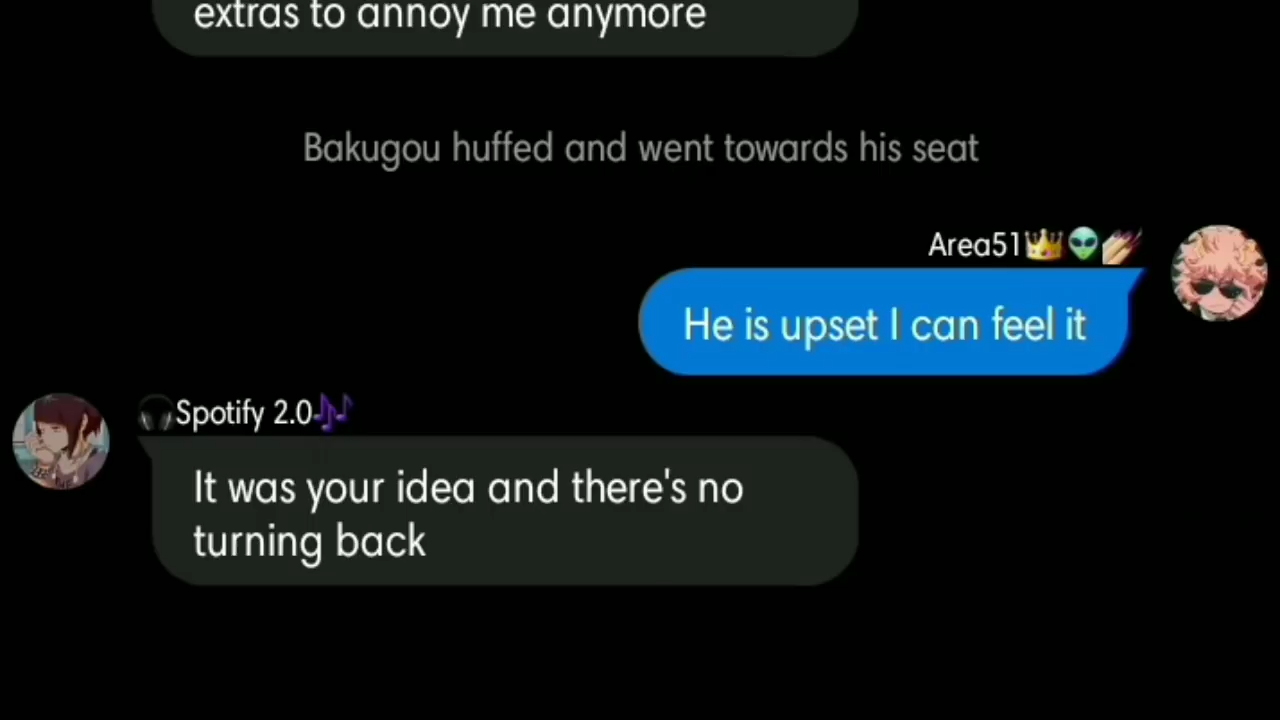 extras to annoy me anymore
Bakugou huffed and went towards his seat
Area51👑👽💅
He is upset I can feel it
🎧Spotify 2.0🎶
It was your idea and there's no
turning back